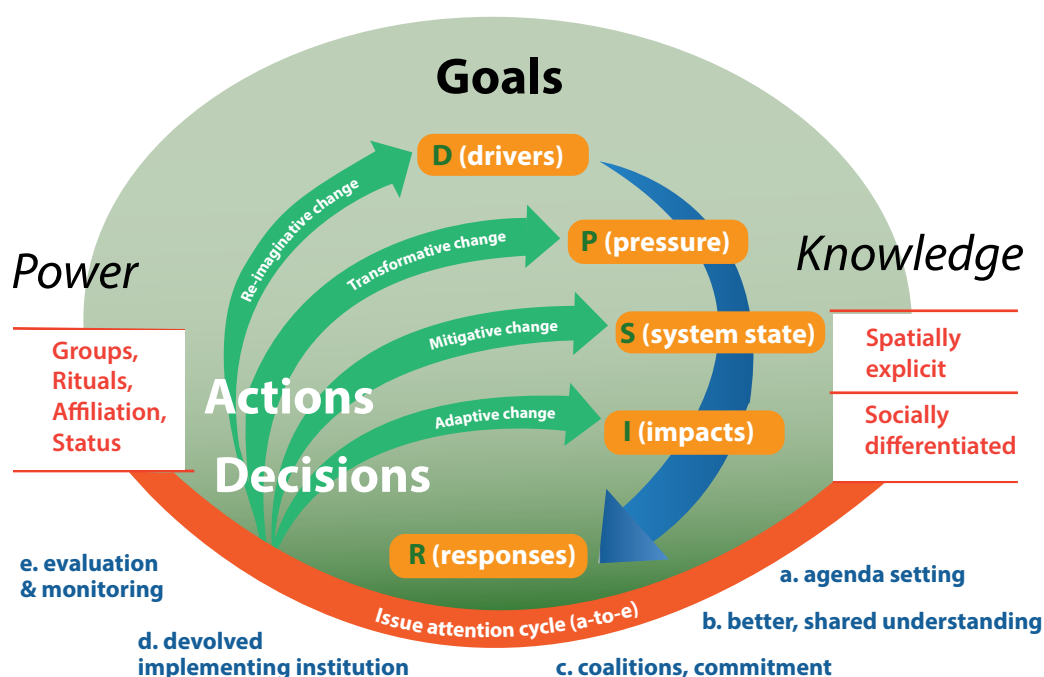 Goals
D (drivers)
P (pressure)
S (system state)
I (impacts)
R (responses)
Re-imaginative change
Transformative change
Mitigative change
Adaptive change
Actions
Decisions
Power
Groups,
Rituals,
Affiliation,
Status
Knowledge
Spatially
explicit
Socially
differentiated
Issue attention cycle (a-to-e)
a. agenda setting
b. better, shared understanding
c. coalitions, commitment
d. devolved
implementing institution
e. evaluation
& monitoring